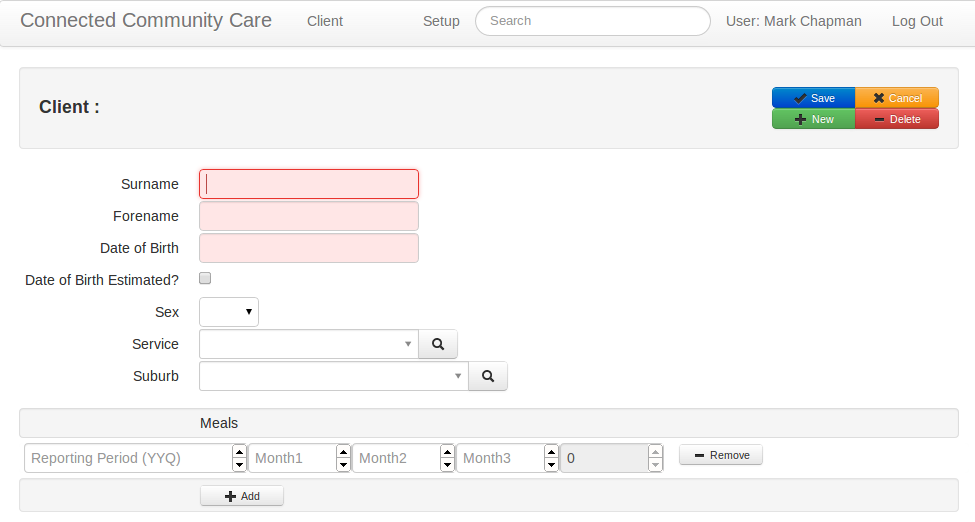 Connected Community Care Client Setup Search User: Mark Chapman Log Out
Client :
Save Cancel
New Delete
Surname
Forename
Date of Birth
Date of Birth Estimated?
Sex
Service
Suburb
Meals
Reporting Period (YYQ) Month1 Month2 Month3 0 Remove
Add